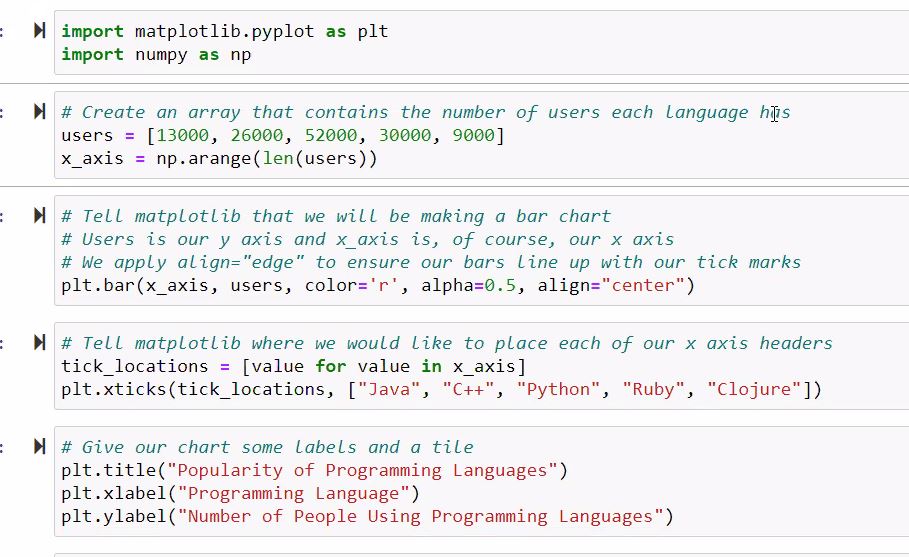 import matplotlib.pyplot as plt
import numpy as np
# Create an array that contains the number of users each language has
users = [13000, 26000, 52000, 30000, 9000]
x_axis = np.arange(len(users))
# Tell matplotlib that we will be making a bar chart
# Users is our y axis and x_axis is, of course, our x axis
# We apply align="edge" to ensure our bars line up with our tick marks
plt.bar(x_axis, users, color='r', alpha=0.5, align="center")
# Tell matplotlib where we would like to place each of our x axis headers
tick_locations = [value for value in x_axis]
plt.xticks(tick_locations, ["Java", "C++", "Python", "Ruby", "Clojure"])
# Give our chart some labels and a tile
plt.title("Popularity of Programming Languages")
plt.xlabel("Programming Language")
plt.ylabel("Number of People Using Programming Languages")